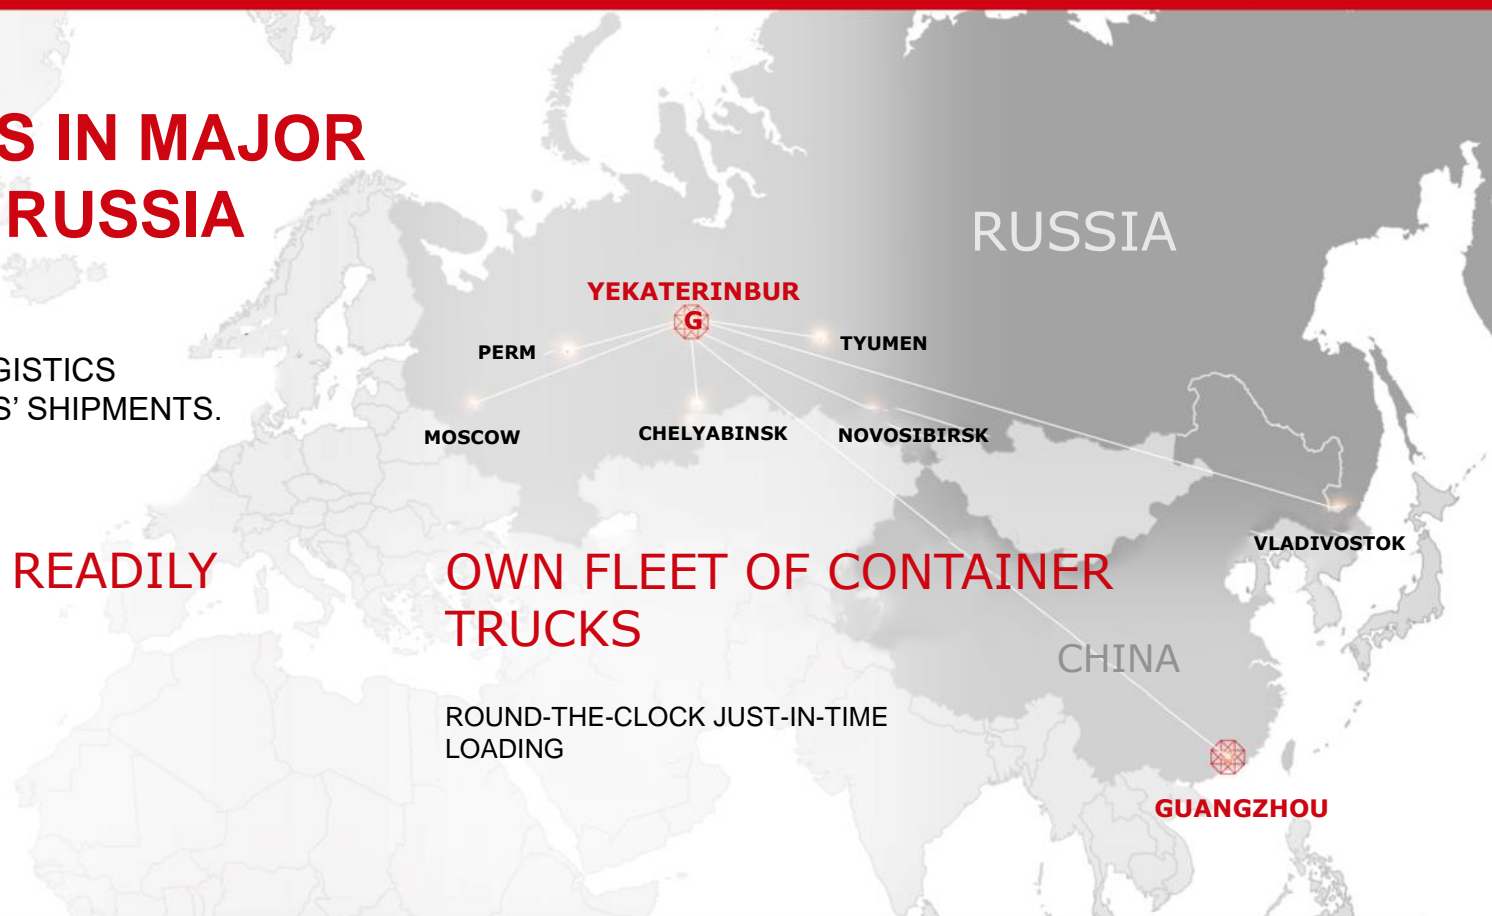 S IN MAJOR
RUSSIA
GISTICS
S’ SHIPMENTS.
READILY
RUSSIA
YEKATERINBUR
G
PERM
TYUMEN
MOSCOW
CHELYABINSK
NOVOSIBIRSK
VLADIVOSTOK
OWN FLEET OF CONTAINER
TRUCKS
ROUND-THE-CLOCK JUST-IN-TIME
LOADING
CHINA
GUANGZHOU